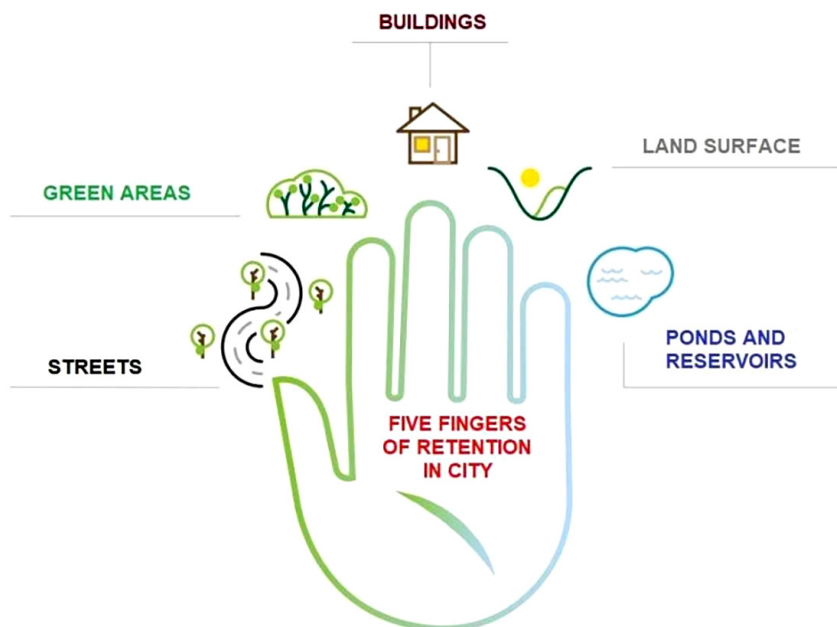 BUILDINGS
LAND SURFACE
GREEN AREAS
STREETS
PONDS AND
RESERVOIRS
FIVE FINGERS
OF RETENTION
IN CITY